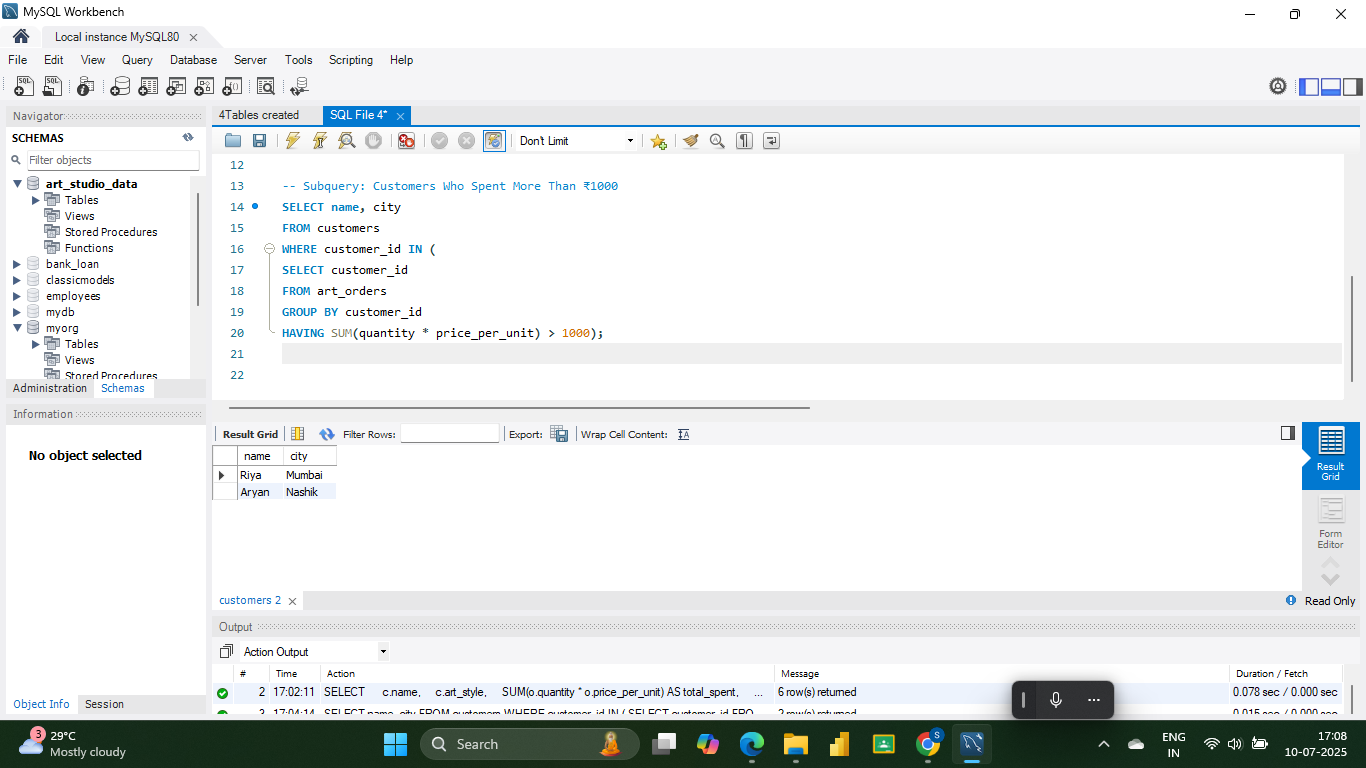 MySQL Workbench
Local instance MySQL80
File Edit View Query Database Server Tools Scripting Help
Navigator
SCHEMAS
Filter objects
art_studio_data
Tables
Views
Stored Procedures
Functions
bank_loan
classicmodels
employees
mydb
myorg
Tables
Views
Stored Procedures
Administration Schemas
Information
No object selected
Object Info Session
4Tables created SQL File 4*
Don't Limit
12
13 -- Subquery: Customers Who Spent More Than ₹1000
14 SELECT name, city
15 FROM customers
16 WHERE customer_id IN (
17 SELECT customer_id
18 FROM art_orders
19 GROUP BY customer_id
20 HAVING SUM(quantity * price_per_unit) > 1000);
21
22
Result Grid Filter Rows: Export: Wrap Cell Content:
name city
Riya Mumbai
Aryan Nashik
Result Grid
Form Editor
customers 2
Read Only
Output
Action Output
# Time Action Message Duration / Fetch
2 17:02:11 SELECT c.name, c.art_style, SUM(o.quantity * o.price_per_unit) AS total_spent, ... 6 row(s) returned 0.078 sec / 0.000 sec
3 17:04:14 SELECT name, city FROM customers WHERE customer_id IN ( SELECT customer_id FRO... 2 row(s) returned 0.015 sec / 0.000 sec
3
29°C
Mostly cloudy
Search
S
ENG
IN
17:08
10-07-2025